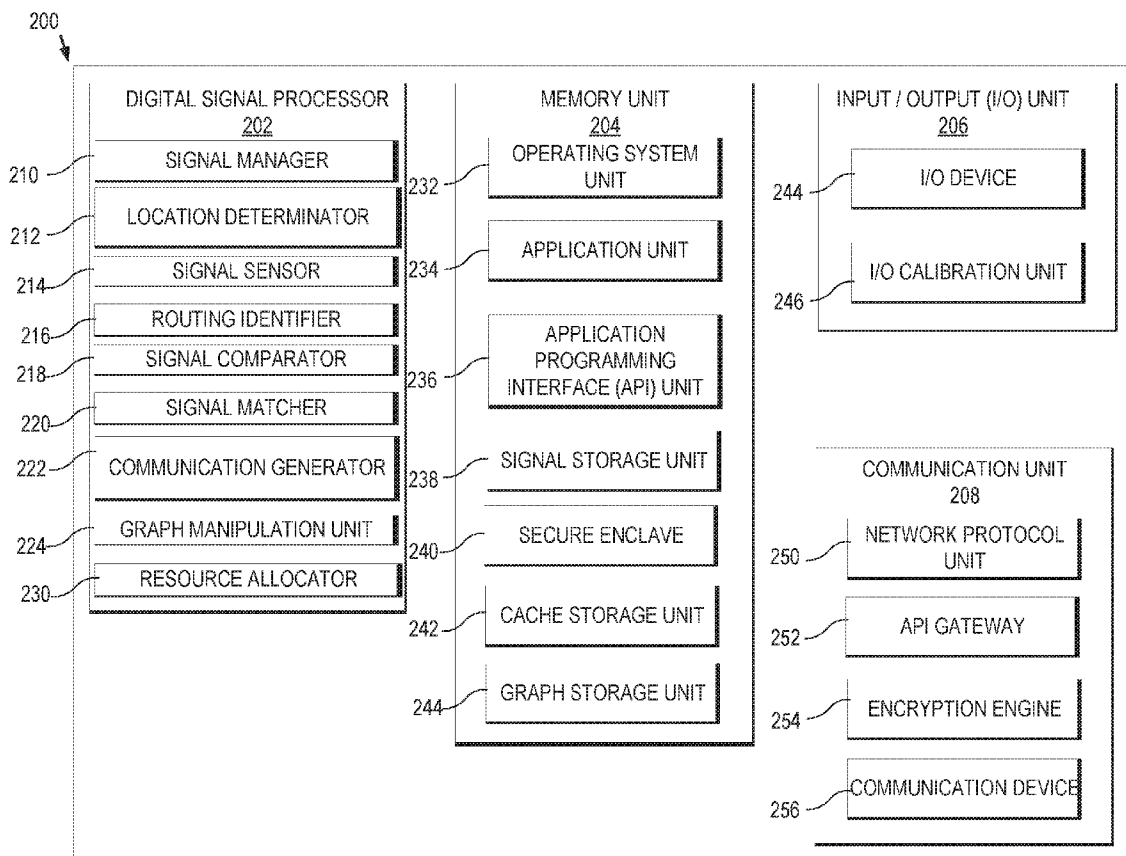 200
DIGITAL SIGNAL PROCESSOR
202
210
SIGNAL MANAGER
212
LOCATION DETERMINATOR
214
SIGNAL SENSOR
216
ROUTING IDENTIFIER
218
SIGNAL COMPARATOR
220
SIGNAL MATCHER
222
COMMUNICATION GENERATOR
224
GRAPH MANIPULATION UNIT
230
RESOURCE ALLOCATOR
MEMORY UNIT
204
232
OPERATING SYSTEM
UNIT
234
APPLICATION UNIT
236
APPLICATION
PROGRAMMING
INTERFACE (API) UNIT
238
SIGNAL STORAGE UNIT
240
SECURE ENCLAVE
242
CACHE STORAGE UNIT
244
GRAPH STORAGE UNIT
INPUT / OUTPUT (I/O) UNIT
206
244
I/O DEVICE
246
I/O CALIBRATION UNIT
COMMUNICATION UNIT
208
250
NETWORK PROTOCOL
UNIT
252
API GATEWAY
254
ENCRYPTION ENGINE
256
COMMUNICATION DEVICE